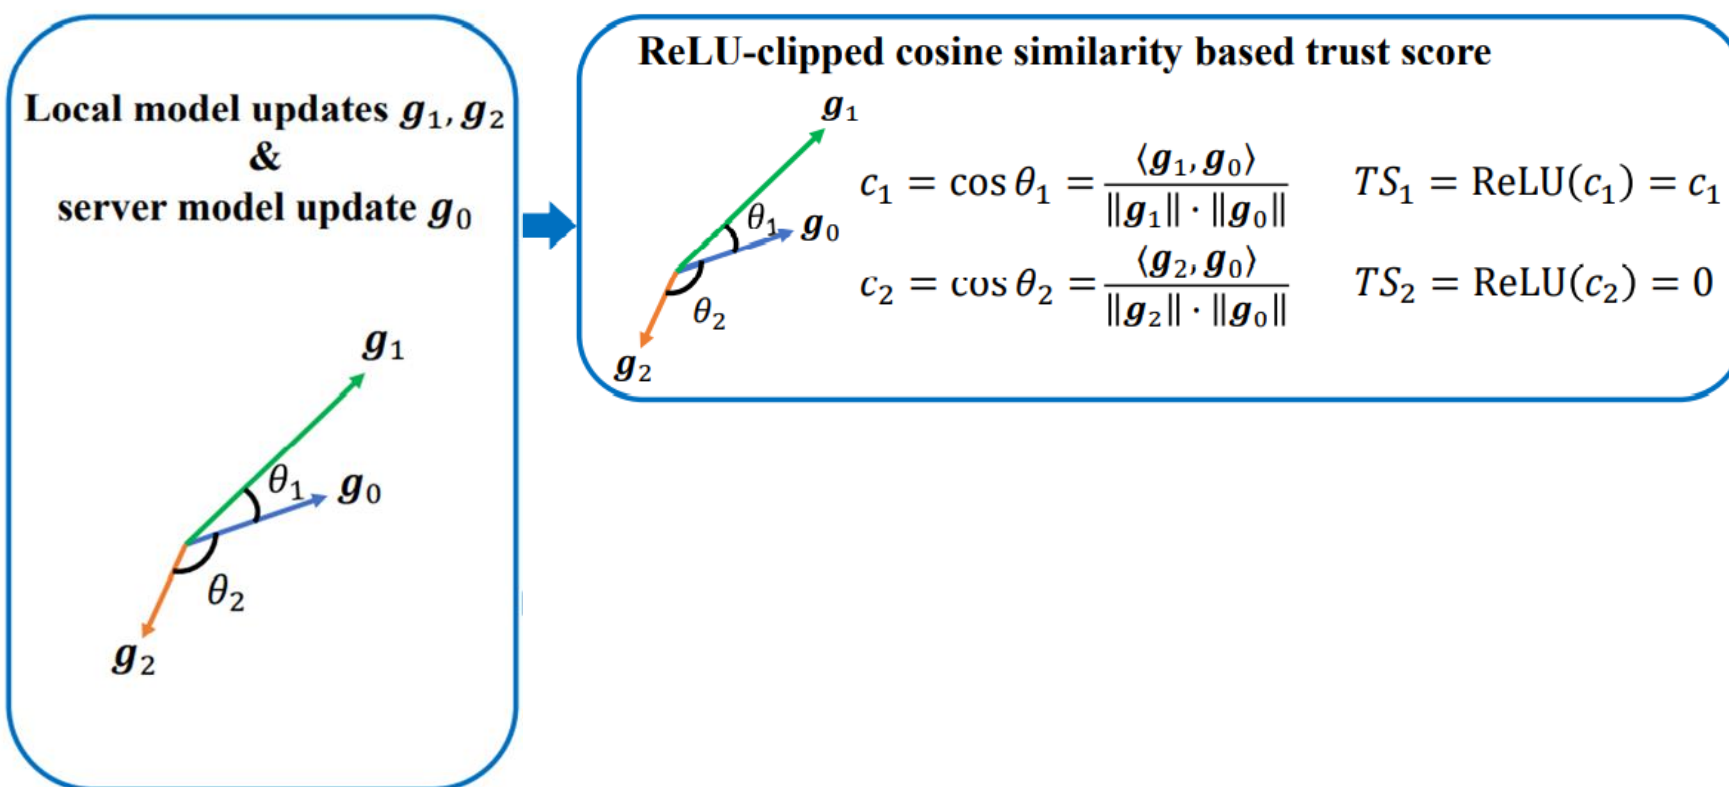 Local model updates g₁, g₂
&
server model update g₀
g₁
θ₁
g₀
θ₂
g₂
ReLU-clipped cosine similarity based trust score
g₁
θ₁
g₀
θ₂
g₂
c₁ = cos θ₁ = ⟨g₁, g₀⟩ / ‖g₁‖ · ‖g₀‖
TS₁ = ReLU(c₁) = c₁
c₂ = cos θ₂ = ⟨g₂, g₀⟩ / ‖g₂‖ · ‖g₀‖
TS₂ = ReLU(c₂) = 0